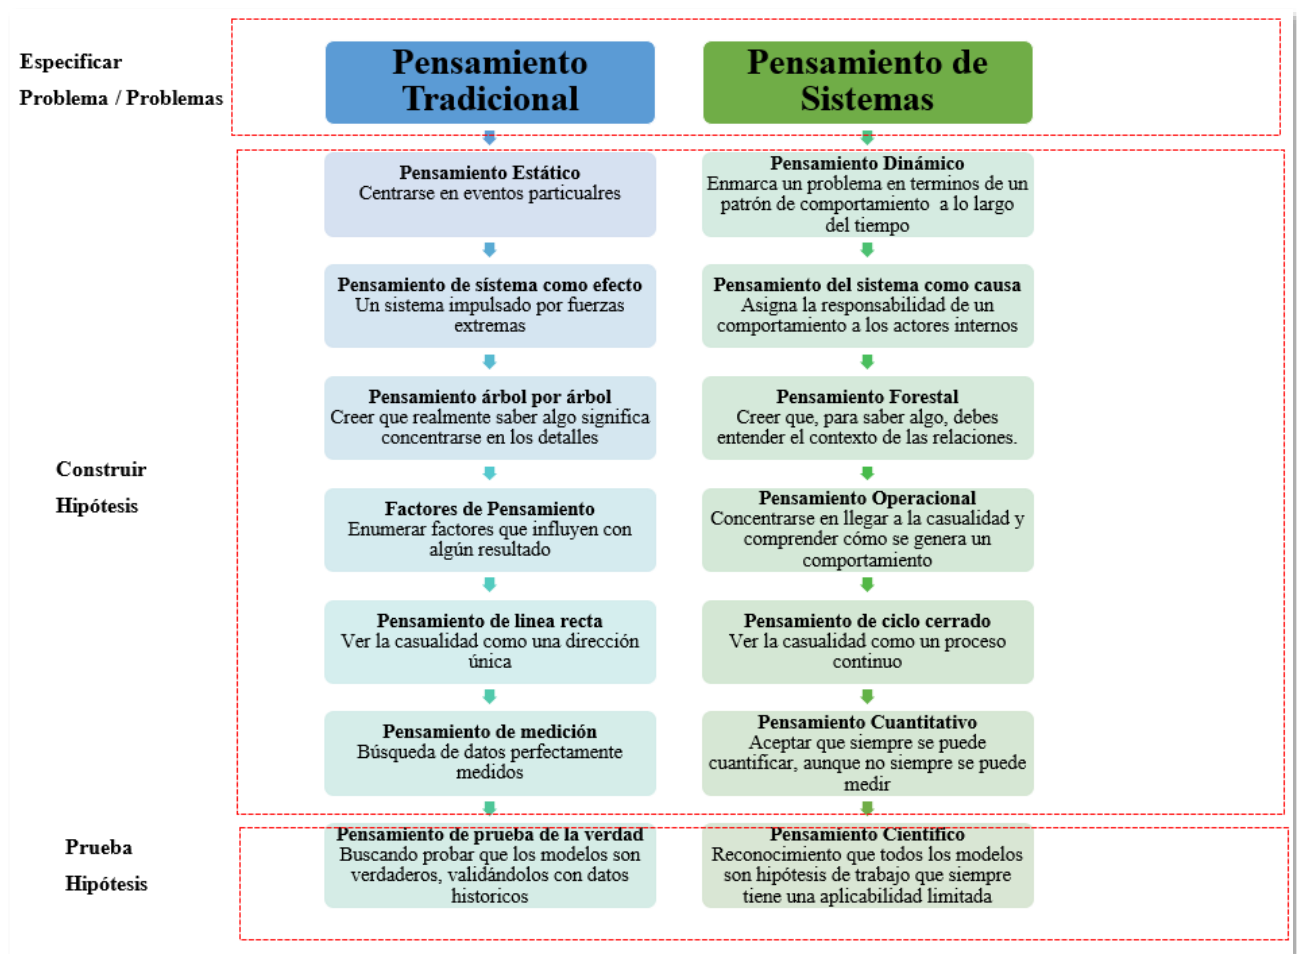 Especificar
Problema / Problemas
Pensamiento
Tradicional
Pensamiento de
Sistemas
Pensamiento Estático
Centrarse en eventos particualres
Pensamiento Dinámico
Enmarca un problema en terminos de un
patrón de comportamiento a lo largo
del tiempo
Pensamiento de sístema como efecto
Un sistema impulsado por fuerzas
extremas
Pensamiento del sistema como causa
Asigna la responsabilidad de un
comportamiento a los actores internos
Construir
Hipótesis
Pensamiento árbol por árbol
Creer que realmente saber algo significa
concentrarse en los detalles
Pensamiento Forestal
Creer que, para saber algo, debes
entender el contexto de las relaciones.
Factores de Pensamiento
Enumerar factores que influyen con
algún resultado
Pensamiento Operacional
Concentrarse en llegar a la casualidad y
comprender cómo se genera un
comportamiento
Pensamiento de linea recta
Ver la casualidad como una dirección
única
Pensamiento de ciclo cerrado
Ver la casualidad como un proceso
continuo
Pensamiento de medición
Búsqueda de datos perfectamente
medidos
Pensamiento Cuantitativo
Aceptar que siempre se puede
cuantificar, aunque no siempre se puede
medir
Prueba
Hipótesis
Pensamiento de prueba de la verdad
Buscando probar que los modelos son
verdaderos, validándolos con datos
historicos
Pensamiento Científico
Reconocimiento que todos los modelos
son hipótesis de trabajo que siempre
tiene una aplicabilidad limitada